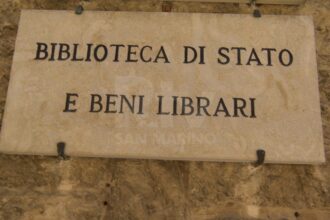 BIBLIOTECA DI STATO
E BENI LIBRARI
SAN MARINO